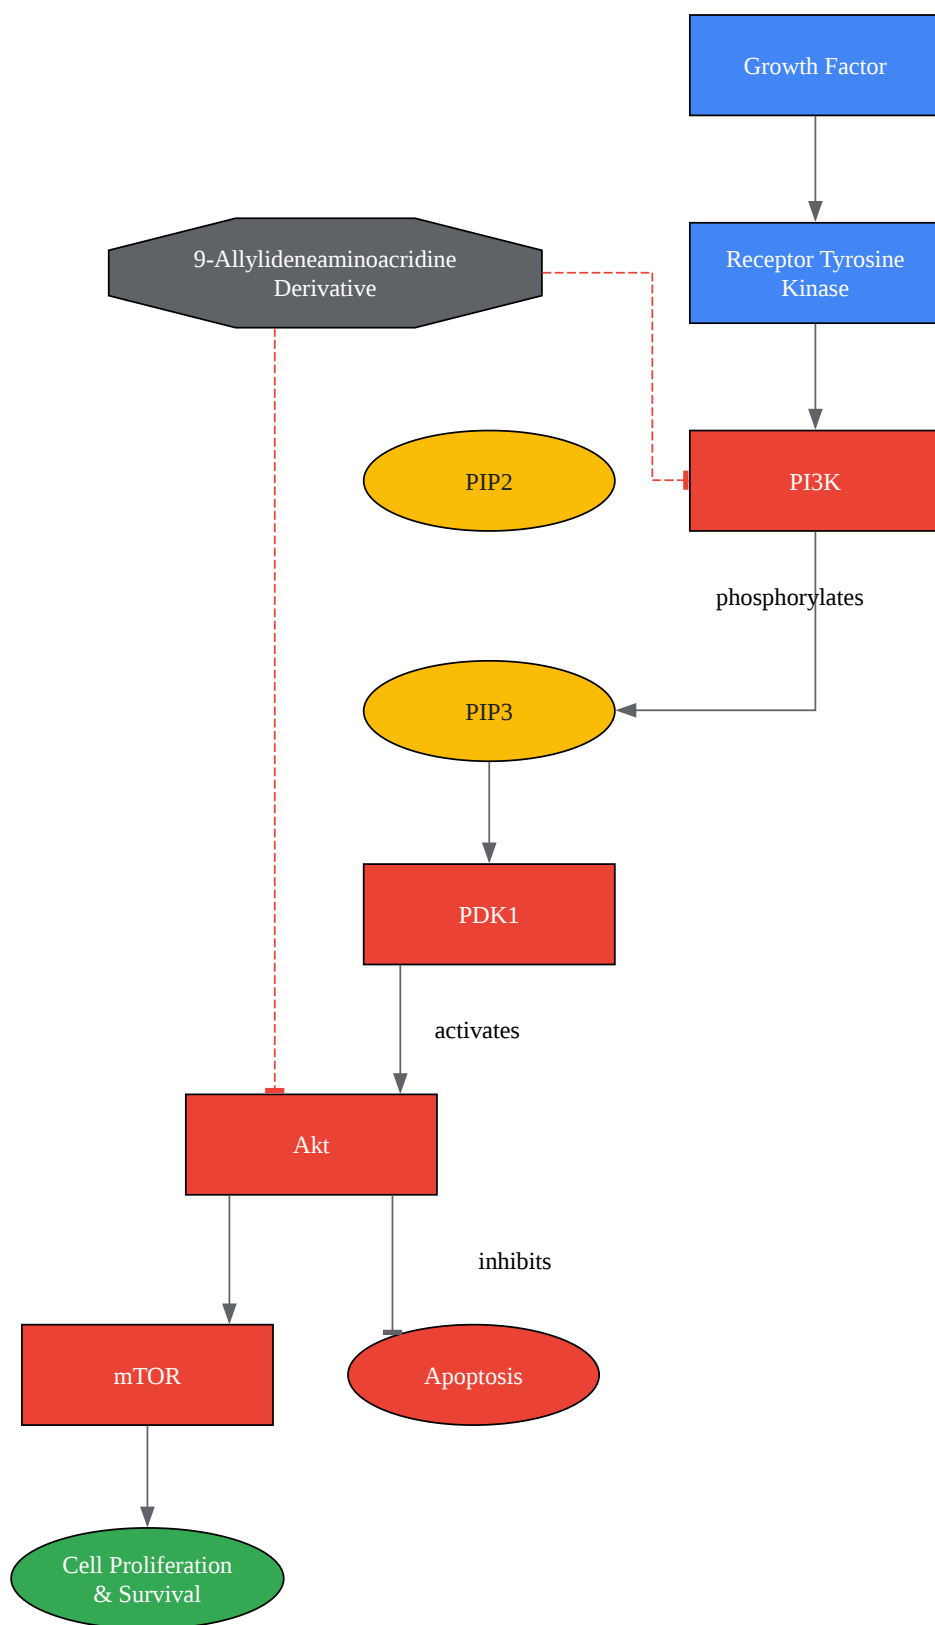 Growth Factor
9-Allylideneaminoacridine
Derivative
Receptor Tyrosine
Kinase
PIP2
PI3K
phosphorylates
PIP3
PDK1
activates
Akt
inhibits
mTOR
Apoptosis
Cell Proliferation
& Survival